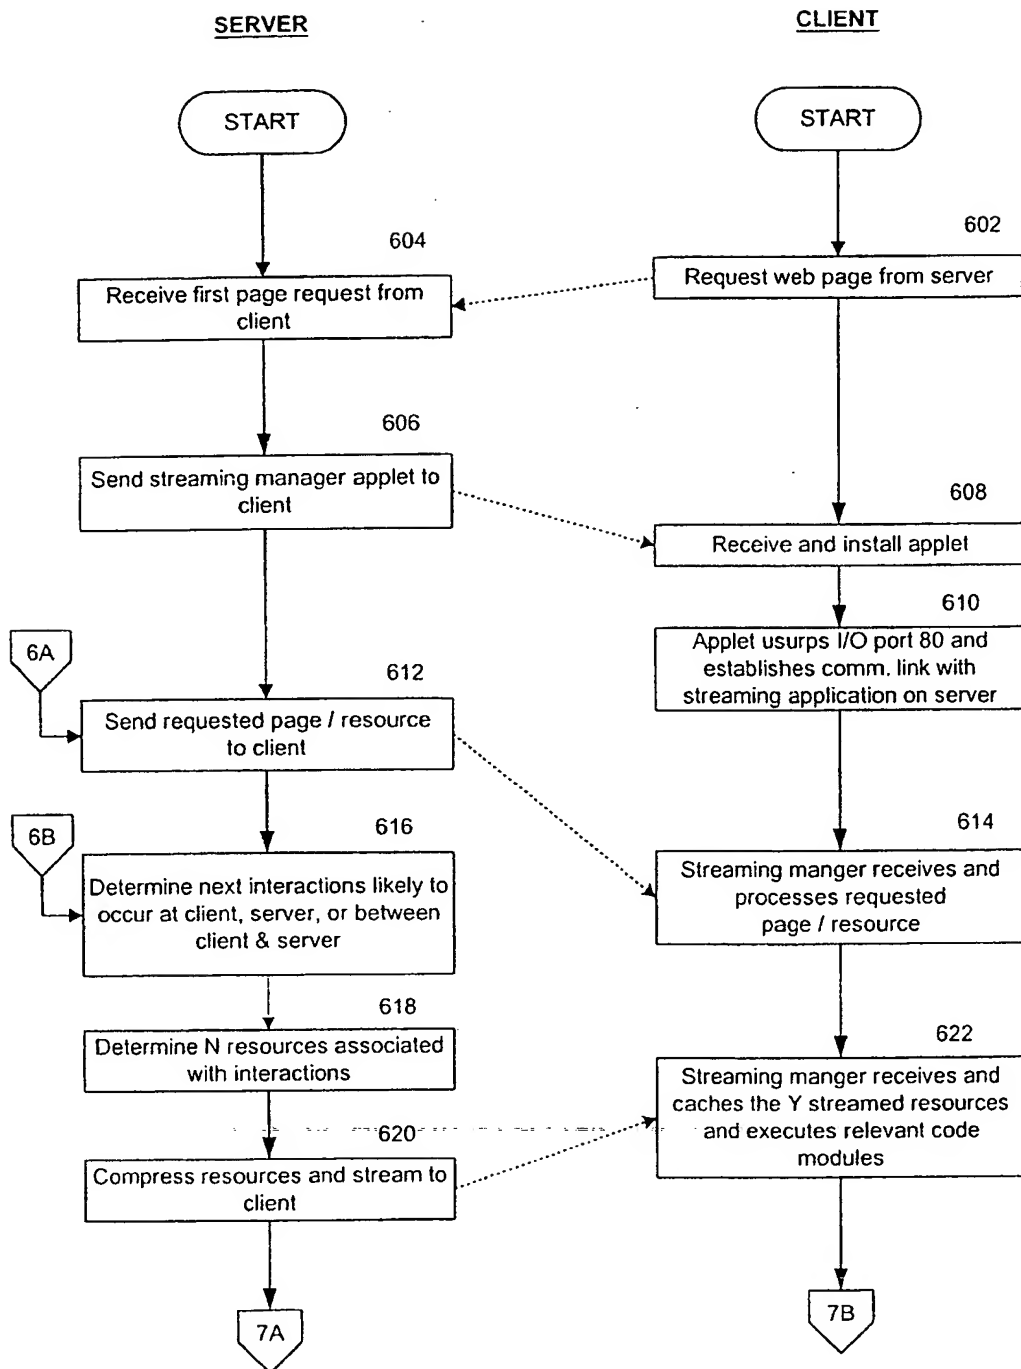 SERVER
CLIENT
START
START
604
602
Receive first page request from
client
Request web page from server
606
Send streaming manager applet to
client
608
Receive and install applet
610
Applet usurps I/O port 80 and
establishes comm. link with
streaming application on server
6A
612
Send requested page / resource
to client
6B
616
Determine next interactions likely to
occur at client, server, or between
client & server
614
Streaming manger receives and
processes requested
page / resource
618
Determine N resources associated
with interactions
622
Streaming manger receives and
caches the Y streamed resources
and executes relevant code
modules
620
Compress resources and stream to
client
7A
7B